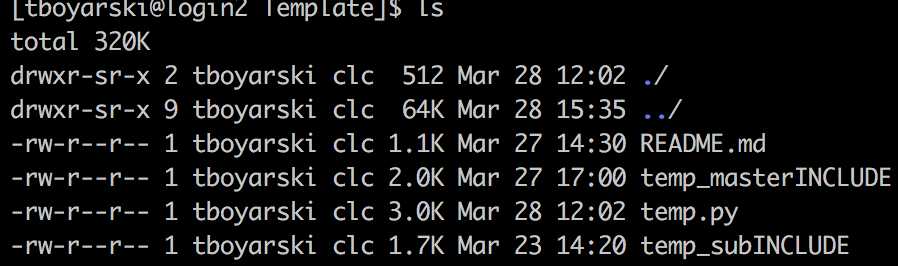 [tboyarski@login2 Template]$ ls
total 320K
drwxr-sr-x 2 tboyarski clc  512 Mar 28 12:02 ./
drwxr-sr-x 9 tboyarski clc  64K Mar 28 15:35 ../
-rw-r--r-- 1 tboyarski clc 1.1K Mar 27 14:30 README.md
-rw-r--r-- 1 tboyarski clc 2.0K Mar 27 17:00 temp_masterINCLUDE
-rw-r--r-- 1 tboyarski clc 3.0K Mar 28 12:02 temp.py
-rw-r--r-- 1 tboyarski clc 1.7K Mar 23 14:20 temp_subINCLUDE